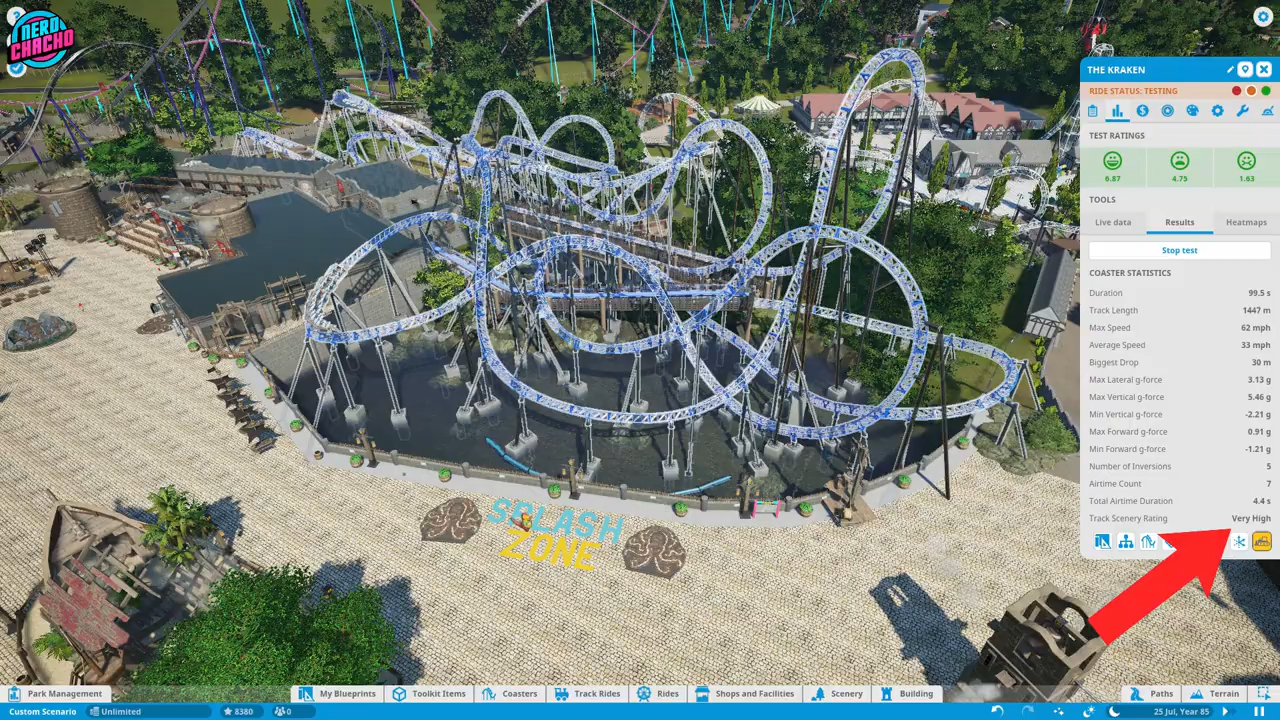 NERD
CHACHO
THE KRAKEN
RIDE STATUS: TESTING
TEST RATINGS
6.87 4.75 1.63
TOOLS
Live data Results Heatmaps
Stop test
COASTER STATISTICS
Duration 99.5 s
Track Length 1447 m
Max Speed 62 mph
Average Speed 33 mph
Biggest Drop 30 m
Max Lateral g-force 3.13 g
Max Vertical g-force 5.46 g
Min Vertical g-force -2.21 g
Max Forward g-force 0.91 g
Min Forward g-force -1.21 g
Number of Inversions 5
Airtime Count 7
Total Airtime Duration 4.4 s
Track Scenery Rating Very High
SPLASH
ZONE
Park Management My Blueprints Toolkit Items Coasters Track Rides Rides Shops and Facilities Scenery Building Paths Terrain
Custom Scenario Unlimited 8380 0 25 Jul, Year 85